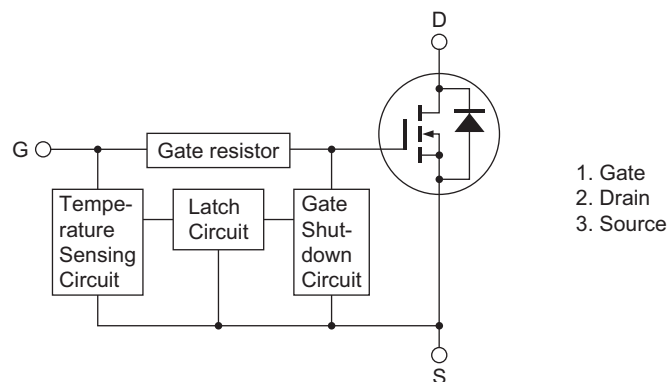 D
G
Gate resistor
Tempe-
rature
Sensing
Circuit
Latch
Circuit
Gate
Shut-
down
Circuit
S
1. Gate
2. Drain
3. Source